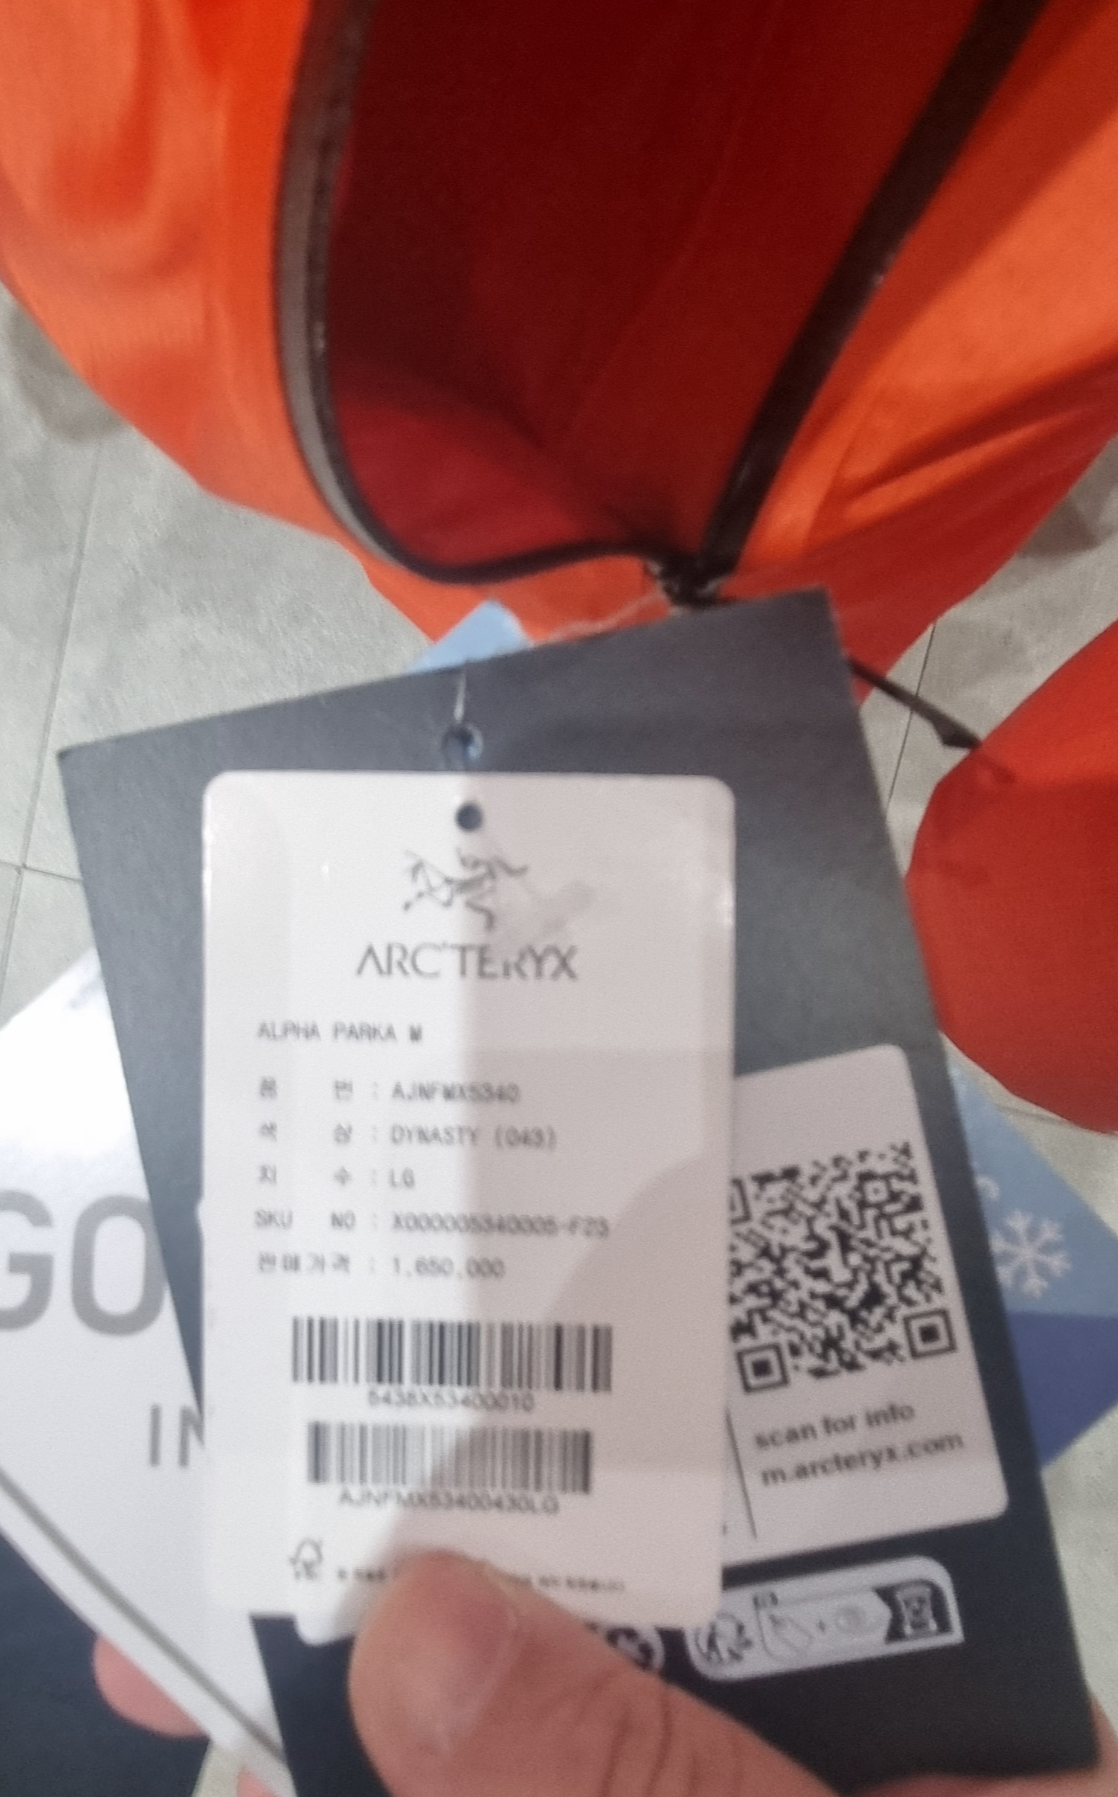 ARC'TERYX
ALPHA PARKA M
품 번 : AJNFMX5340
색 상 : DYNASTY (043)
치 수 : LG
SKU NO : X000005340005-F23
판매가격 : 1,650,000
5438X53400010
AJNFMX53400430LG
scan for info
m.arcteryx.com
GO
IN